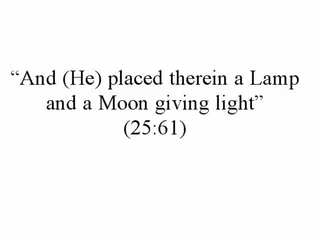 “And (He) placed therein a Lamp
and a Moon giving light”
(25:61)